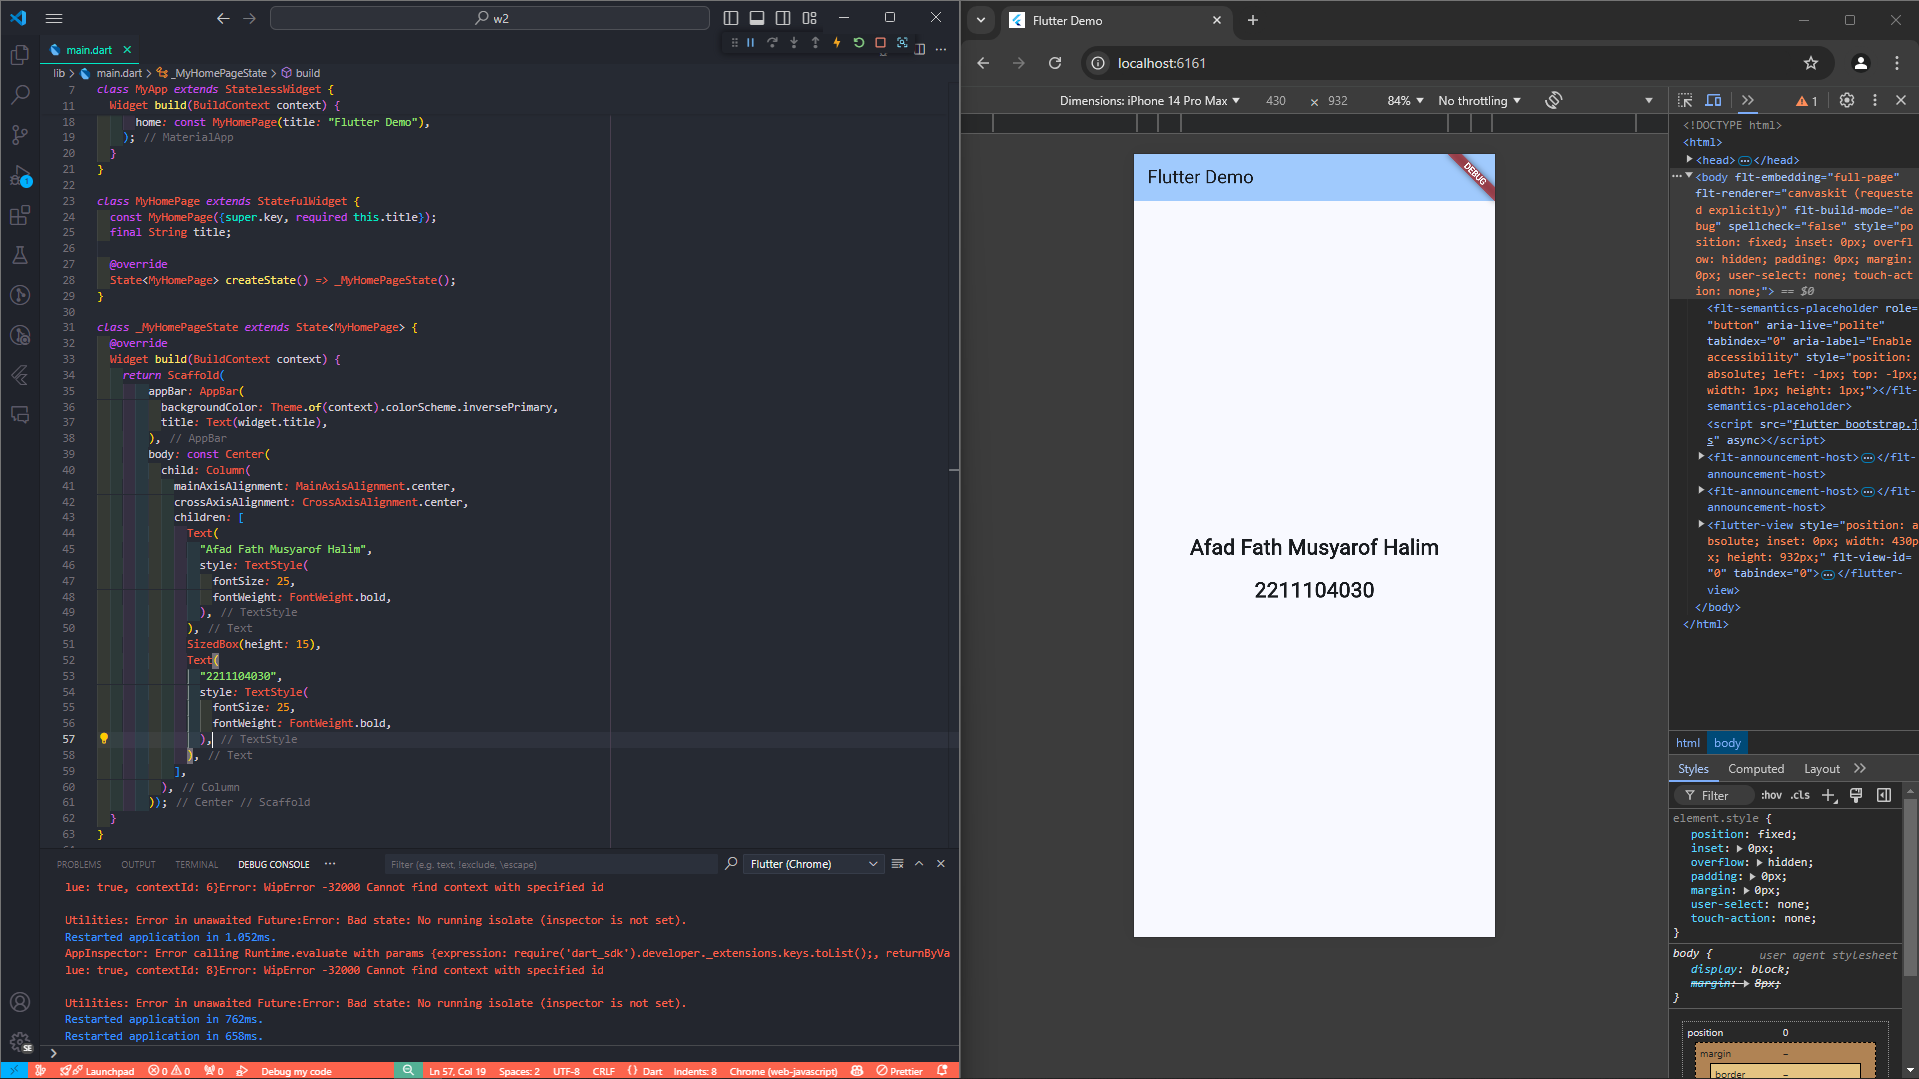 w2
main.dart
lib > main.dart > _MyHomePageState > build
7 class MyApp extends StatelessWidget {
11 Widget build(BuildContext context) {
18 home: const MyHomePage(title: "Flutter Demo"),
19 ); // MaterialApp
20 }
21 }
22
23 class MyHomePage extends StatefulWidget {
24 const MyHomePage({super.key, required this.title});
25 final String title;
26
27 @override
28 State<MyHomePage> createState() => _MyHomePageState();
29 }
30
31 class _MyHomePageState extends State<MyHomePage> {
32 @override
33 Widget build(BuildContext context) {
34 return Scaffold(
35 appBar: AppBar(
36 backgroundColor: Theme.of(context).colorScheme.inversePrimary,
37 title: Text(widget.title),
38 ), // AppBar
39 body: const Center(
40 child: Column(
41 mainAxisAlignment: MainAxisAlignment.center,
42 crossAxisAlignment: CrossAxisAlignment.center,
43 children: [
44 Text(
45 "Afad Fath Musyarof Halim",
46 style: TextStyle(
47 fontSize: 25,
48 fontWeight: FontWeight.bold,
49 ), // TextStyle
50 ), // Text
51 SizedBox(height: 15),
52 Text(
53 "2211104030",
54 style: TextStyle(
55 fontSize: 25,
56 fontWeight: FontWeight.bold,
57 ), // TextStyle
58 ), // Text
59 ],
60 ), // Column
61 )); // Center // Scaffold
62 }
63 }
PROBLEMS OUTPUT TERMINAL DEBUG CONSOLE ··· Filter (e.g. text, !exclude, \escape) Flutter (Chrome)
lue: true, contextId: 6}Error: WipError -32000 Cannot find context with specified id
Utilities: Error in unawaited Future:Error: Bad state: No running isolate (inspector is not set).
Restarted application in 1.052ms.
AppInspector: Error calling Runtime.evaluate with params {expression: require('dart_sdk').developer._extensions.keys.toList();, returnByVa
lue: true, contextId: 8}Error: WipError -32000 Cannot find context with specified id
Utilities: Error in unawaited Future:Error: Bad state: No running isolate (inspector is not set).
Restarted application in 762ms.
Restarted application in 658ms.
1
SE
Launchpad 0 0 0 Debug my code Ln 57, Col 19 Spaces: 2 UTF-8 CRLF {} Dart Indents: 8 Chrome (web-javascript) Prettier
Flutter Demo
localhost:6161
Dimensions: iPhone 14 Pro Max 430 × 932 84% No throttling
1
Flutter Demo
DEBUG
Afad Fath Musyarof Halim
2211104030
<!DOCTYPE html>
<html>
<head>···</head>
··· <body flt-embedding="full-page"
flt-renderer="canvaskit (requeste
d explicitly)" flt-build-mode="de
bug" spellcheck="false" style="po
sition: fixed; inset: 0px; overfl
ow: hidden; padding: 0px; margin:
0px; user-select: none; touch-act
ion: none;"> == $0
<flt-semantics-placeholder role=
"button" aria-live="polite"
tabindex="0" aria-label="Enable
accessibility" style="position:
absolute; left: -1px; top: -1px;
width: 1px; height: 1px;"></flt-
semantics-placeholder>
<script src="flutter_bootstrap.j
s" async></script>
<flt-announcement-host>···</flt-
announcement-host>
<flt-announcement-host>···</flt-
announcement-host>
<flutter-view style="position: a
bsolute; inset: 0px; width: 430p
x; height: 932px;" flt-view-id=
"0" tabindex="0">···</flutter-
view>
</body>
</html>
html body
Styles Computed Layout
Filter :hov .cls
element.style {
position: fixed;
inset: 0px;
overflow: hidden;
padding: 0px;
margin: 0px;
user-select: none;
touch-action: none;
}
body { user agent stylesheet
display: block;
margin: 8px;
}
position 0
margin –
border –